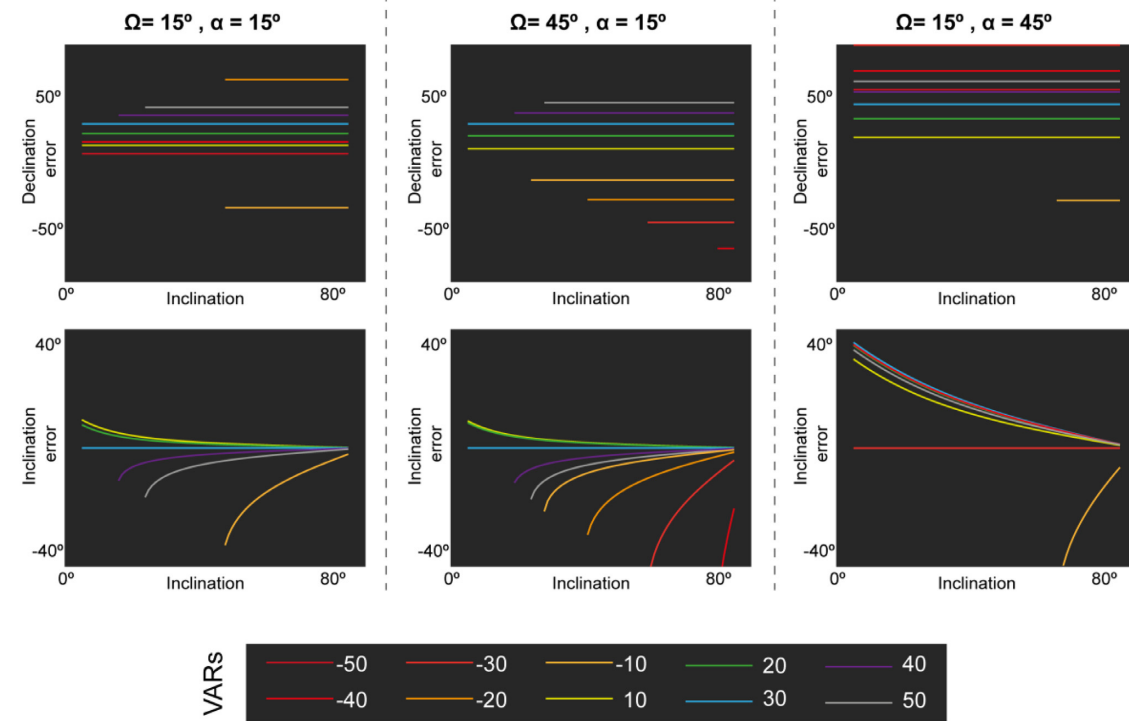 Ω= 15º , α = 15º
Ω= 45º , α = 15º
Ω= 15º , α = 45º
50º
Declination
error
-50º
0º
Inclination
80º
50º
Declination
error
-50º
0º
Inclination
80º
50º
Declination
error
-50º
0º
Inclination
80º
40º
Inclination
error
-40º
0º
Inclination
80º
40º
Inclination
error
-40º
0º
Inclination
80º
40º
Inclination
error
-40º
0º
Inclination
80º
VARs
-50 -30 -10 20 40
-40 -20 10 30 50